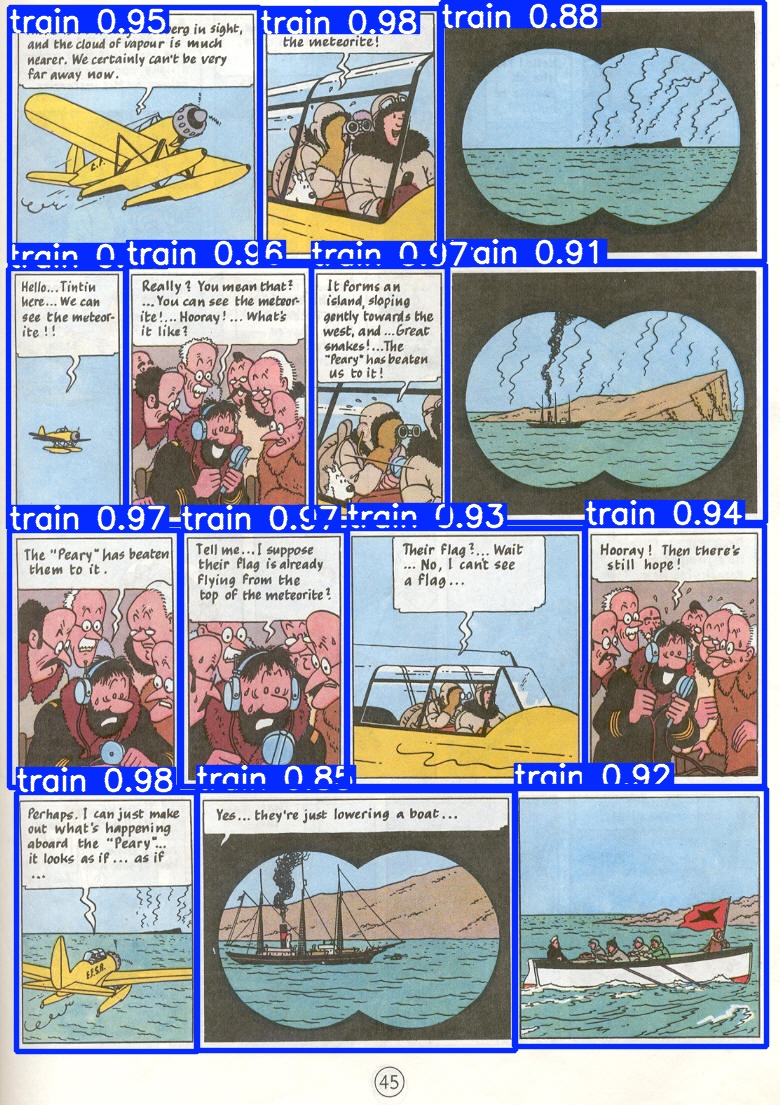 train 0.95
train 0.98
train 0.88
berg in sight,
and the cloud of vapour is much
nearer. We certainly can't be very
far away now.
the meteorite!
E.F.
train 0.
train 0.96
train 0.97
ain 0.91
Hello...Tintin
here... We can
see the meteor-
ite !!
Really? You mean that?
...You can see the meteor-
ite!... Hooray!... What's
it like?
It forms an
island, sloping
gently towards the
west, and ... Great
snakes!...The
"Peary" has beaten
us to it!
train 0.97
train 0.97
train 0.93
train 0.94
The "Peary" has beaten
them to it.
Tell me...I suppose
their flag is already
flying from the
top of the meteorite?
Their flag?... Wait
... No, I can't see
a flag...
Hooray! Then there's
still hope!
train 0.98
train 0.85
train 0.92
Perhaps. I can just make
out what's happening
aboard the "Peary"...
it looks as if ... as if
...
E.F.S.R.
Yes... they're just lowering a boat...
45